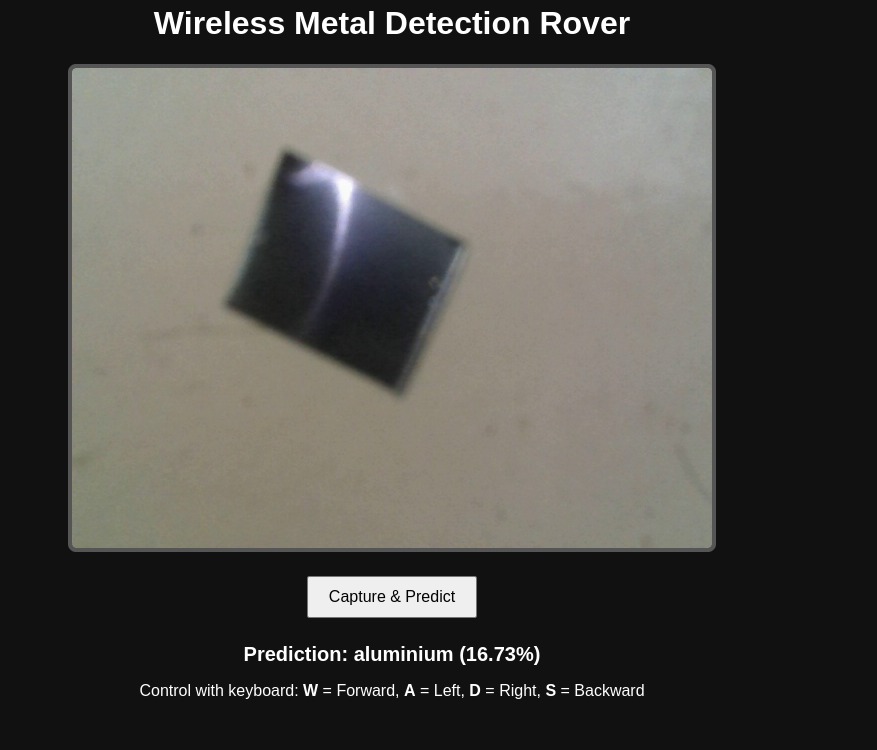 Wireless Metal Detection Rover
Capture & Predict
Prediction: aluminium (16.73%)
Control with keyboard: W = Forward, A = Left, D = Right, S = Backward